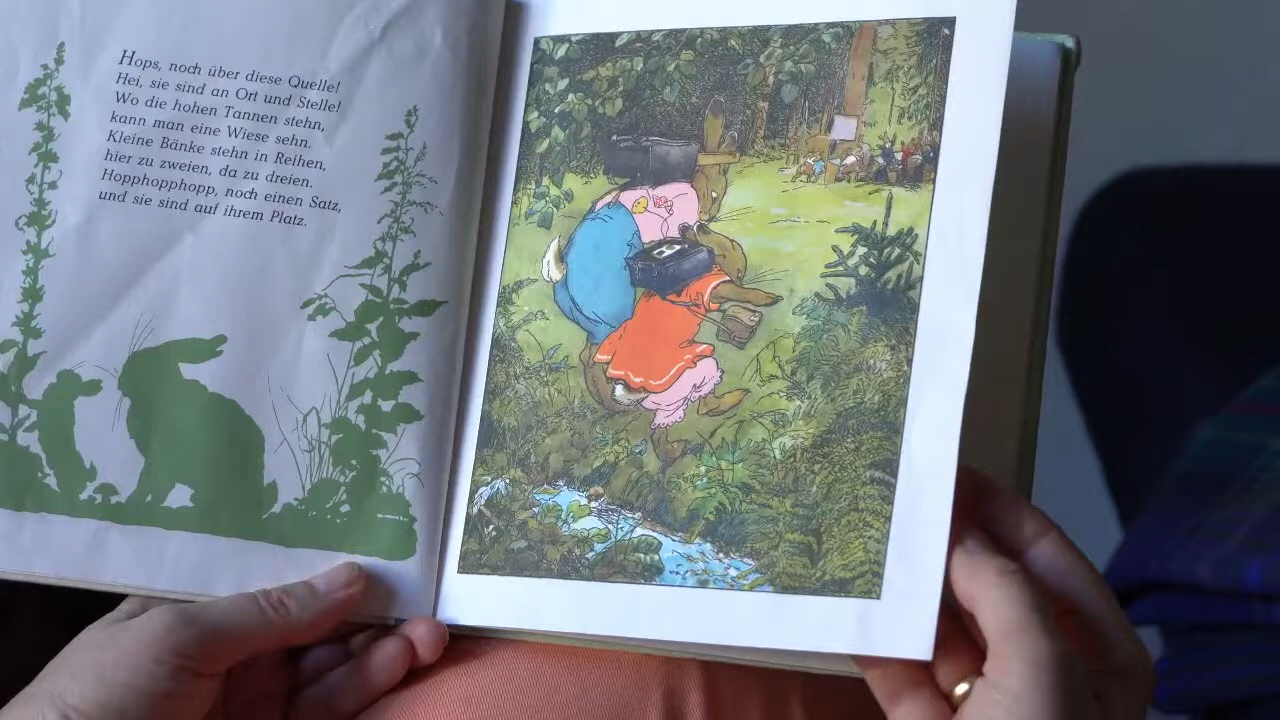 Hops, noch über diese Quelle!
Hei, sie sind an Ort und Stelle!
Wo die hohen Tannen stehn,
kann man eine Wiese sehn.
Kleine Bänke stehn in Reihen,
hier zu zweien, da zu dreien.
Hopphopphopp, noch einen Satz,
und sie sind auf ihrem Platz.